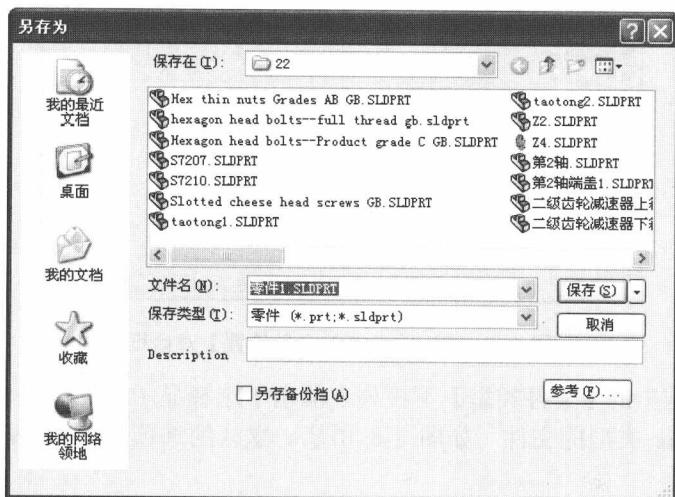 另存为
保存在(I):
22
我的最近
文档
桌面
我的文档
收藏
我的网络
领地
Hex thin nuts Grades AB GB.SLDPRT
hexagon head bolts--full thread gb.sldprt
Hexagon head bolts--Product grade C GB.SLDPRT
S7207.SLDPRT
S7210.SLDPRT
Slotted cheese head screws GB.SLDPRT
taotong1.SLDPRT
taotong2.SLDPRT
Z2.SLDPRT
Z4.SLDPRT
第2轴.SLDPRT
第2轴端盖1.SLDPRT
二级齿轮减速器上
二级齿轮减速器下
文件名(N):
零件1.SLDPRT
保存(S)
保存类型(T):
零件 (*.prt;*.sldprt)
取消
Description
另存备份档(A)
参考(F)...